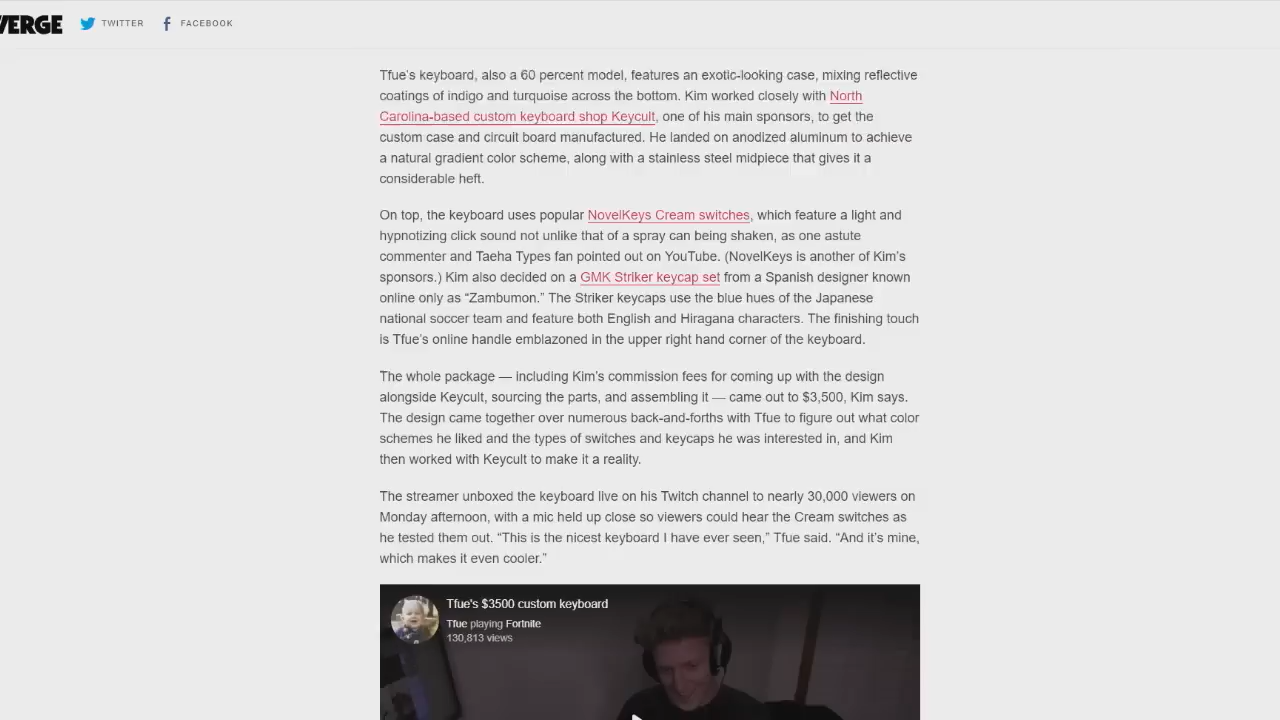 VERGE
TWITTER
FACEBOOK
Tfue’s keyboard, also a 60 percent model, features an exotic-looking case, mixing reflective
coatings of indigo and turquoise across the bottom. Kim worked closely with North
Carolina-based custom keyboard shop Keycult, one of his main sponsors, to get the
custom case and circuit board manufactured. He landed on anodized aluminum to achieve
a natural gradient color scheme, along with a stainless steel midpiece that gives it a
considerable heft.
On top, the keyboard uses popular NovelKeys Cream switches, which feature a light and
hypnotizing click sound not unlike that of a spray can being shaken, as one astute
commenter and Taeha Types fan pointed out on YouTube. (NovelKeys is another of Kim’s
sponsors.) Kim also decided on a GMK Striker keycap set from a Spanish designer known
online only as “Zambumon.” The Striker keycaps use the blue hues of the Japanese
national soccer team and feature both English and Hiragana characters. The finishing touch
is Tfue’s online handle emblazoned in the upper right hand corner of the keyboard.
The whole package — including Kim’s commission fees for coming up with the design
alongside Keycult, sourcing the parts, and assembling it — came out to $3,500, Kim says.
The design came together over numerous back-and-forths with Tfue to figure out what color
schemes he liked and the types of switches and keycaps he was interested in, and Kim
then worked with Keycult to make it a reality.
The streamer unboxed the keyboard live on his Twitch channel to nearly 30,000 viewers on
Monday afternoon, with a mic held up close so viewers could hear the Cream switches as
he tested them out. “This is the nicest keyboard I have ever seen,” Tfue said. “And it’s mine,
which makes it even cooler.”
Tfue's $3500 custom keyboard
Tfue playing Fortnite
130,813 views